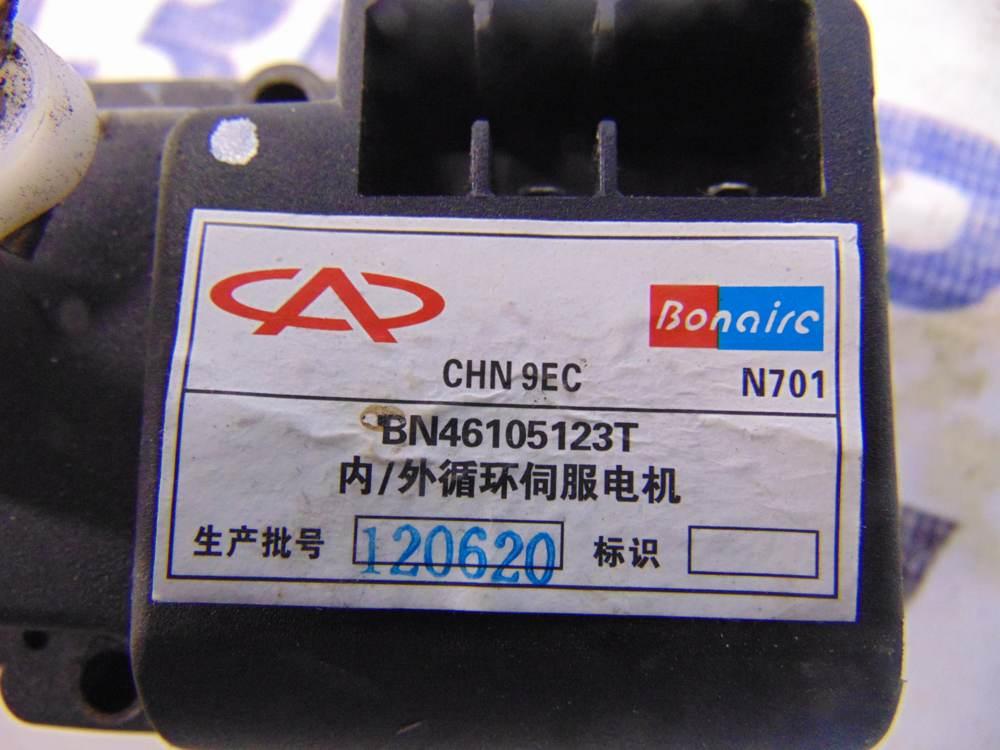 Bonaire
CHN 9EC
N701
BN46105123T
内/外循环伺服电机
生产批号 120620 标识